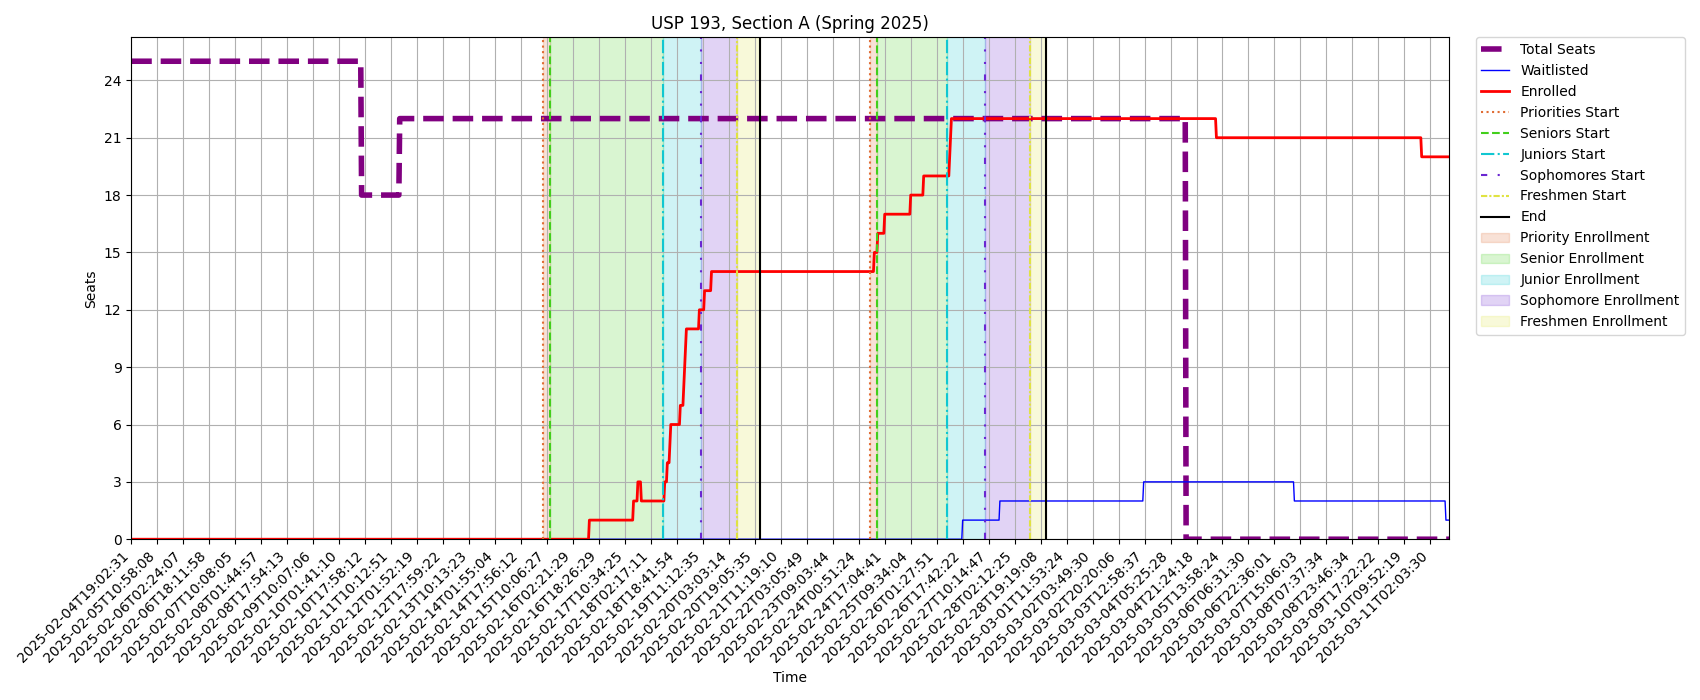 USP 193, Section A (Spring 2025)
Seats
24
21
18
15
12
9
6
3
0
2025-02-04T19:02:31
2025-02-05T10:58:08
2025-02-06T02:24:07
2025-02-06T18:11:58
2025-02-07T10:08:05
2025-02-08T01:44:57
2025-02-08T17:54:13
2025-02-09T10:07:06
2025-02-10T01:41:10
2025-02-10T17:58:12
2025-02-11T10:12:51
2025-02-12T01:52:19
2025-02-12T17:59:22
2025-02-13T10:13:23
2025-02-14T01:55:04
2025-02-14T17:56:12
2025-02-15T10:06:27
2025-02-16T02:21:29
2025-02-16T18:26:29
2025-02-17T10:34:25
2025-02-18T02:17:11
2025-02-18T18:41:54
2025-02-19T11:12:35
2025-02-20T03:03:14
2025-02-20T19:05:35
2025-02-21T11:19:10
2025-02-22T03:05:49
2025-02-23T09:03:44
2025-02-24T00:51:24
2025-02-24T17:04:41
2025-02-25T09:34:04
2025-02-26T01:27:51
2025-02-26T17:42:22
2025-02-27T10:14:47
2025-02-28T02:12:25
2025-02-28T18:19:08
2025-03-01T11:53:24
2025-03-02T03:49:30
2025-03-02T20:20:06
2025-03-03T12:58:37
2025-03-04T05:25:28
2025-03-04T21:24:18
2025-03-05T13:58:24
2025-03-06T06:31:30
2025-03-06T22:36:01
2025-03-07T15:06:03
2025-03-08T07:37:34
2025-03-08T23:46:34
2025-03-09T17:22:22
2025-03-10T09:52:19
2025-03-11T02:03:30
Time
Total Seats
Waitlisted
Enrolled
Priorities Start
Seniors Start
Juniors Start
Sophomores Start
Freshmen Start
End
Priority Enrollment
Senior Enrollment
Junior Enrollment
Sophomore Enrollment
Freshmen Enrollment